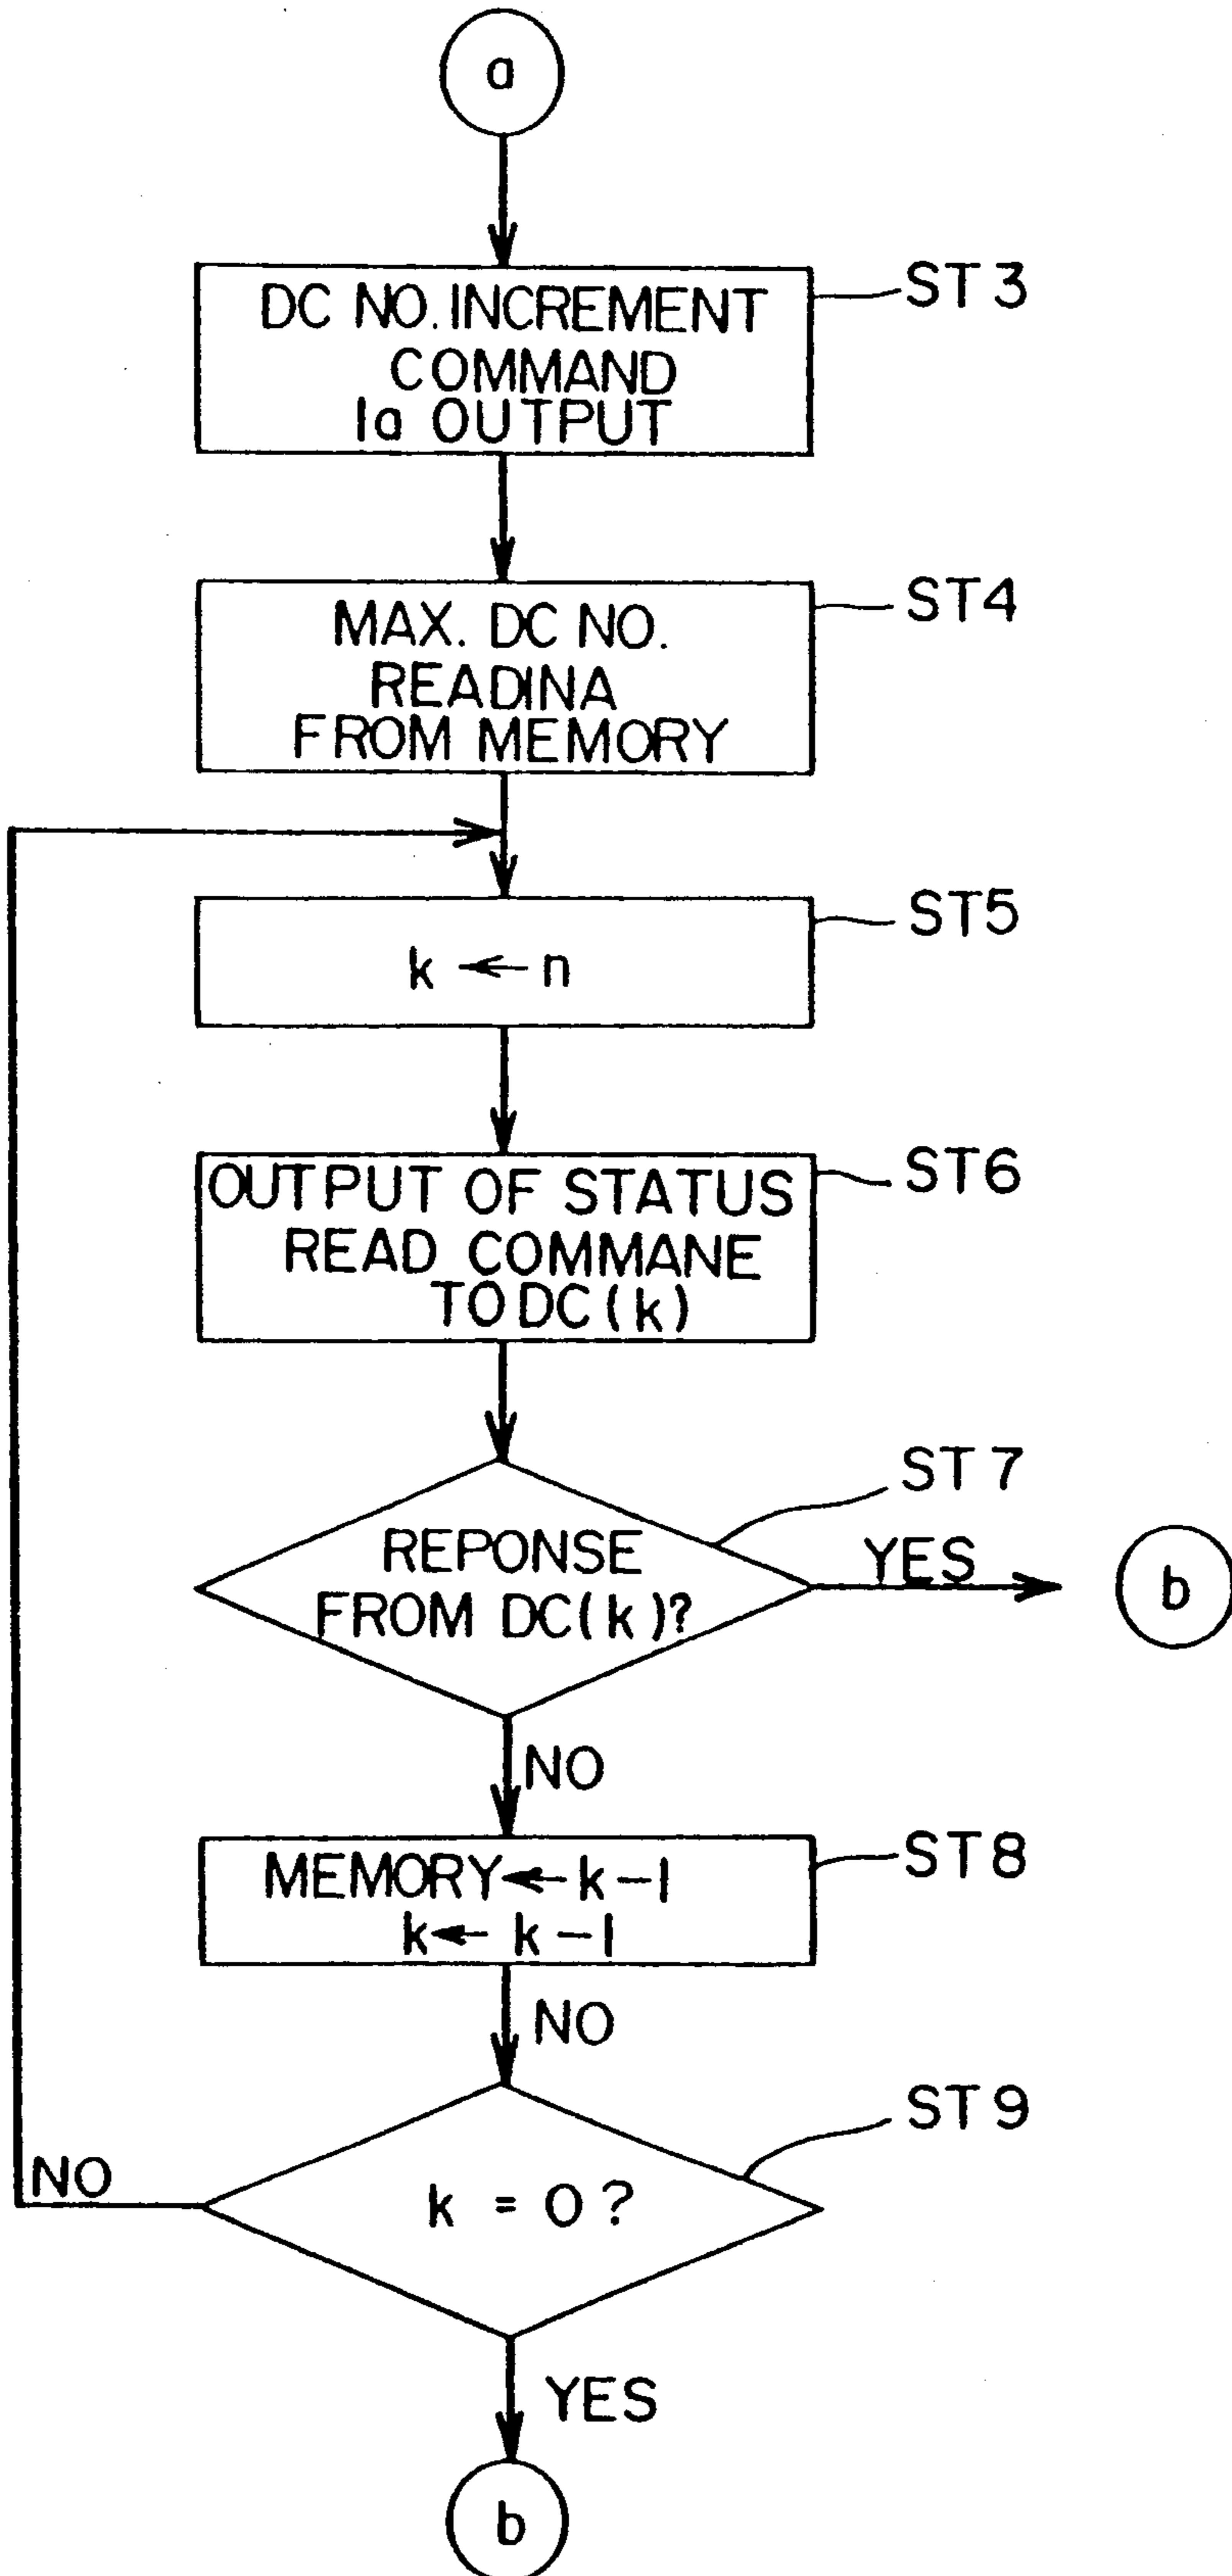 a
DC NO. INCREMENT
COMMAND
1a OUTPUT
ST3
MAX. DC NO.
READINA
FROM MEMORY
ST4
k ← n
ST5
OUTPUT OF STATUS
READ COMMANE
TO DC(k)
ST6
REPONSE
FROM DC(k)?
ST7
YES
b
NO
MEMORY ← k-1
k ← k-1
ST8
NO
k = 0 ?
ST9
NO
YES
b